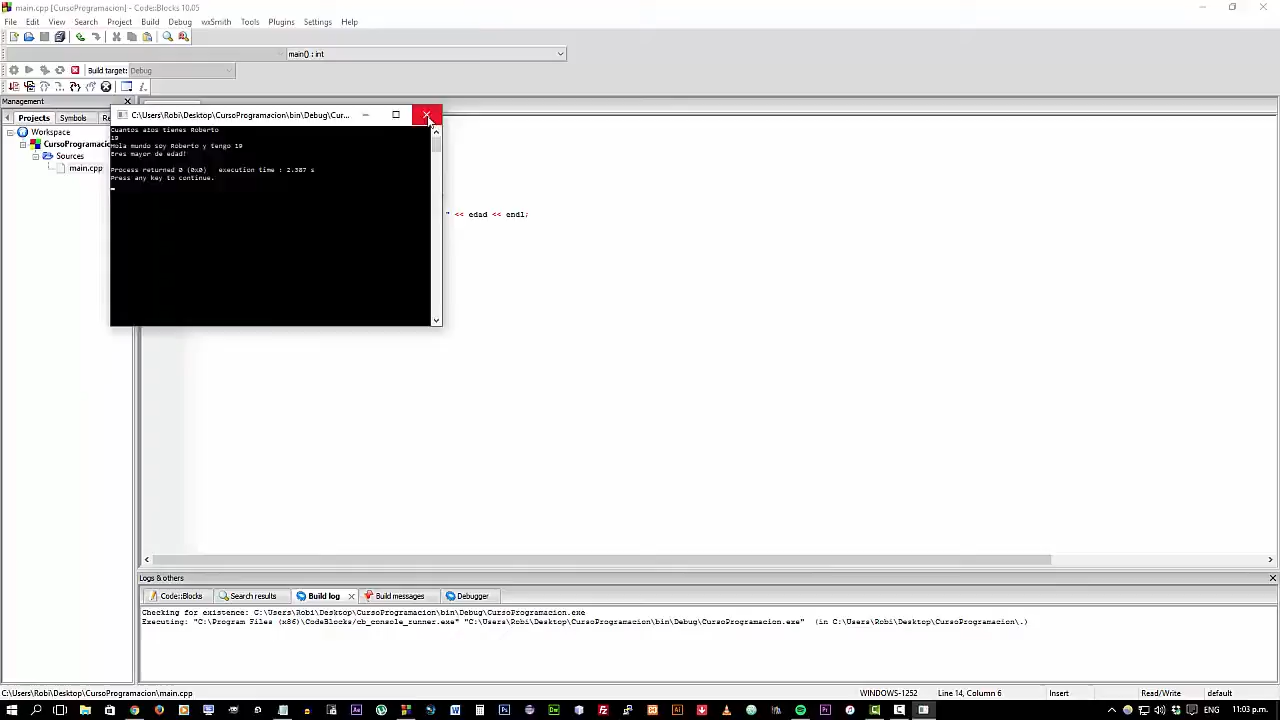 main.cpp [CursoProgramacion] - Code::Blocks 10.05
File Edit View Search Project Build Debug wxSmith Tools Plugins Settings Help
main() : int
Build target: Debug
Management
Projects Symbols Re
Workspace
CursoProgramacio
Sources
main.cpp
C:\Users\Robi\Desktop\CursoProgramacion\bin\Debug\Cur...
Cuantos azos tienes Roberto
19
Hola mundo soy Roberto y tengo 19
Eres mayor de edad!
Process returned 0 (0x0) execution time : 2.387 s
Press any key to continue.
" << edad << endl;
Logs & others
Code::Blocks Search results Build log Build messages Debugger
Checking for existence: C:\Users\Robi\Desktop\CursoProgramacion\bin\Debug\CursoProgramacion.exe
Executing: "C:\Program Files (x86)\CodeBlocks/cb_console_runner.exe" "C:\Users\Robi\Desktop\CursoProgramacion\bin\Debug\CursoProgramacion.exe" (in C:\Users\Robi\Desktop\CursoProgramacion\.)
C:\Users\Robi\Desktop\CursoProgramacion\main.cpp WINDOWS-1252 Line 14, Column 6 Insert Read/Write default
ENG 11:03 p.m.